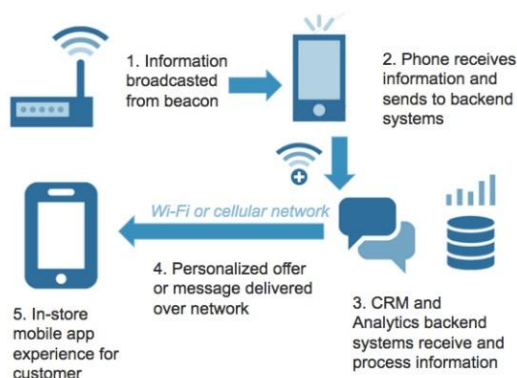 1. Information
broadcasted
from beacon
2. Phone receives
information and
sends to backend
systems
Wi-Fi or cellular network
4. Personalized offer
or message delivered
over network
3. CRM and
Analytics backend
systems receive and
process information
5. In-store
mobile app
experience for
customer